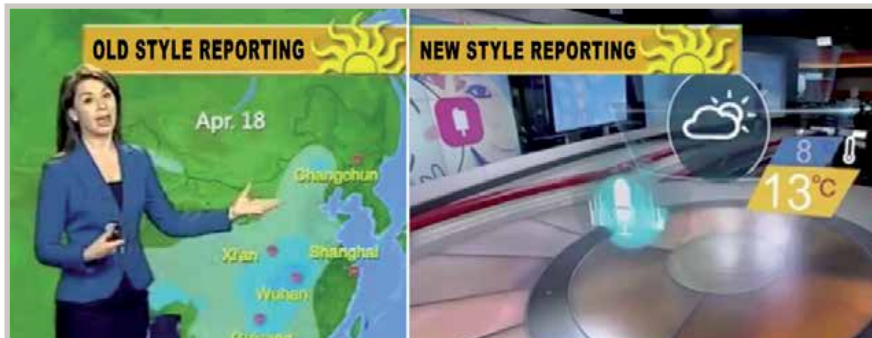 OLD STYLE REPORTING
Apr. 18
Changchun
Xi'an
Shanghai
Wuhan
NEW STYLE REPORTING
8
13°C